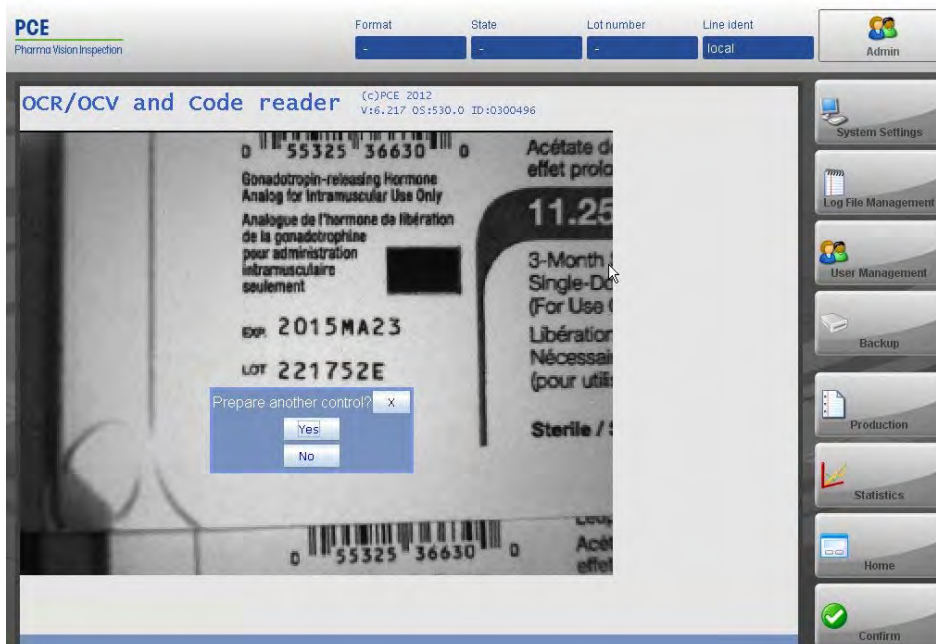 PCE
Pharma Vision Inspection
Format
State
Lot number
Line ident
-
-
-
local
Admin
OCR/OCV and Code reader
(c)PCE 2012
V:6.217 OS:530.0 ID:0300496
0 55325 36630 0
Gonadotropin-releasing Hormone
Analog for Intramuscular Use Only
Analogue de l'hormone de libération
de la gonadotrophine
pour administration
intramusculaire
seulement
EXP. 2015MA23
LOT 221752E
Acétate de
effet prolo
11.25
3-Month
Single-Do
(For Use
Libération
Nécessai
(pour utili
Sterile /
Prepare another control? X
Yes
No
0 55325 36630 0
Acét
effet
System Settings
Log File Management
User Management
Backup
Production
Statistics
Home
Confirm